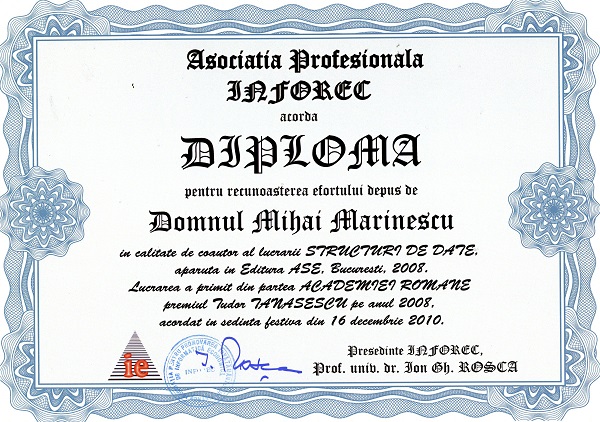 Asociatia Profesionala
INFOREC
acorda
DIPLOMA
pentru recunoasterea efortului depus de
Domnul Mihai Marinescu
in calitate de coautor al lucrarii STRUCTURI DE DATE,
aparuta in Editura ASE, Bucuresti, 2008.
Lucrarea a primit din partea ACADEMIEI ROMANE
premiul Tudor TANASESCU pe anul 2008,
acordat in sedinta festiva din 16 decembrie 2010.
ie
Presedinte INFOREC,
Prof. univ. dr. Ion Gh. ROSCA